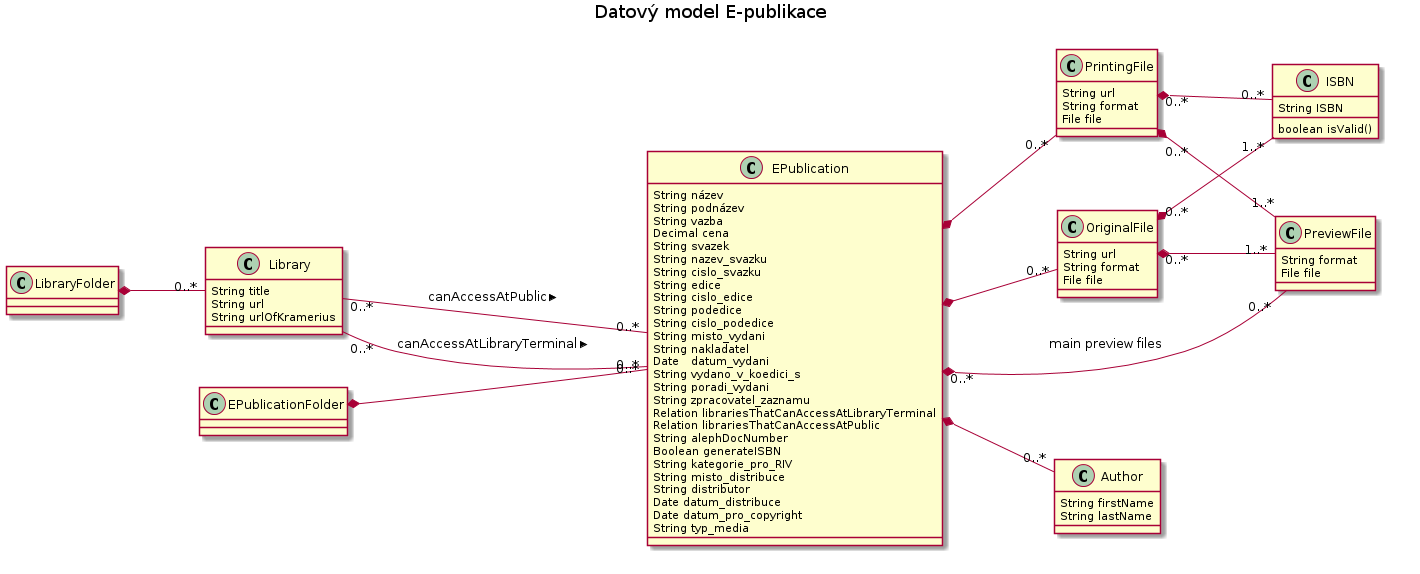 Datový model E-publikace
C LibraryFolder
0..*
C Library
String title
String url
String urlOfKramerius
0..*
canAccessAtPublic
0..*
0..*
canAccessAtLibraryTerminal
0..*
C EPublicationFolder
0..*
C EPublication
String název
String podnázev
String vazba
Decimal cena
String svazek
String nazev_svazku
String cislo_svazku
String edice
String cislo_edice
String podedice
String cislo_podedice
String misto_vydani
String nakladatel
Date datum_vydani
String vydano_v_koedici_s
String poradi_vydani
String zpracovatel_zaznamu
Relation librariesThatCanAccessAtLibraryTerminal
Relation librariesThatCanAccessAtPublic
String alephDocNumber
Boolean generateISBN
String kategorie_pro_RIV
String misto_distribuce
String distributor
Date datum_distribuce
Date datum_pro_copyright
String typ_media
0..*
C PrintingFile
String url
String format
File file
0..*
0..*
0..*
1..*
0..*
C OriginalFile
String url
String format
File file
0..*
1..*
0..*
1..*
C ISBN
String ISBN
boolean isValid()
C PreviewFile
String format
File file
0..*
main preview files
0..*
0..*
C Author
String firstName
String lastName